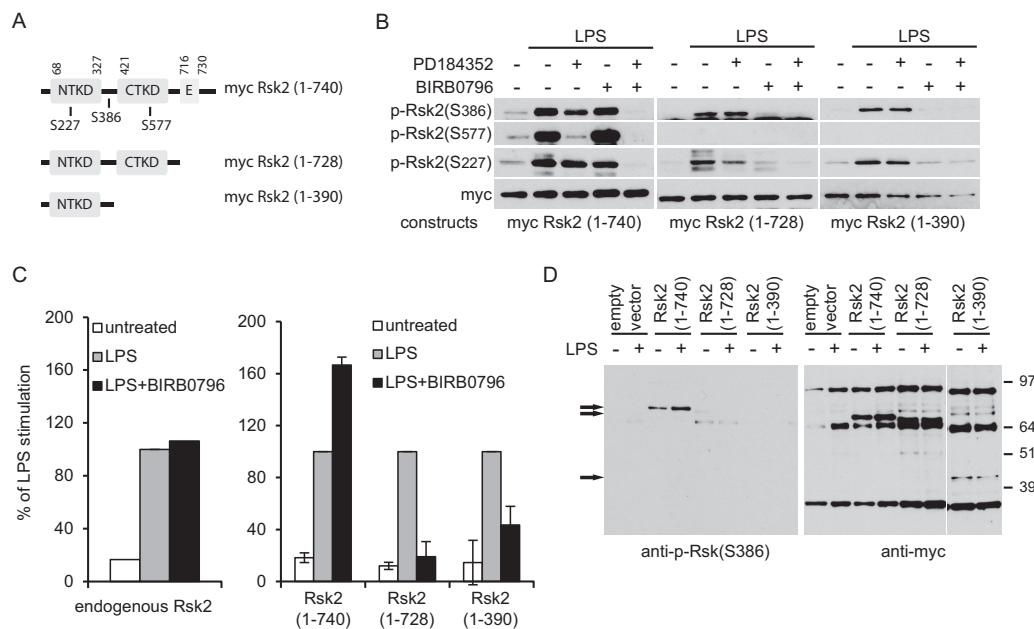 A
68
327
421
716
730
NTKD
CTKD
E
myc Rsk2 (1-740)
S227
S386
S577
NTKD
CTKD
myc Rsk2 (1-728)
NTKD
myc Rsk2 (1-390)
B
LPS
LPS
LPS
PD184352 - - + - + - - + - + - - + - +
BIRB0796 - - - + + - - - + + - - - + +
p-Rsk2(S386)
p-Rsk2(S577)
p-Rsk2(S227)
myc
constructs myc Rsk2 (1-740) myc Rsk2 (1-728) myc Rsk2 (1-390)
C
% of LPS stimulation
200
160
120
80
40
0
untreated
LPS
LPS+BIRB0796
endogenous Rsk2
200
160
120
80
40
0
untreated
LPS
LPS+BIRB0796
Rsk2 Rsk2 Rsk2
(1-740) (1-728) (1-390)
D
empty vector
Rsk2 (1-740)
Rsk2 (1-728)
Rsk2 (1-390)
empty vector
Rsk2 (1-740)
Rsk2 (1-728)
Rsk2 (1-390)
LPS - + - + - + - + - + - + - + - +
97
64
51
39
anti-p-Rsk(S386)
anti-myc